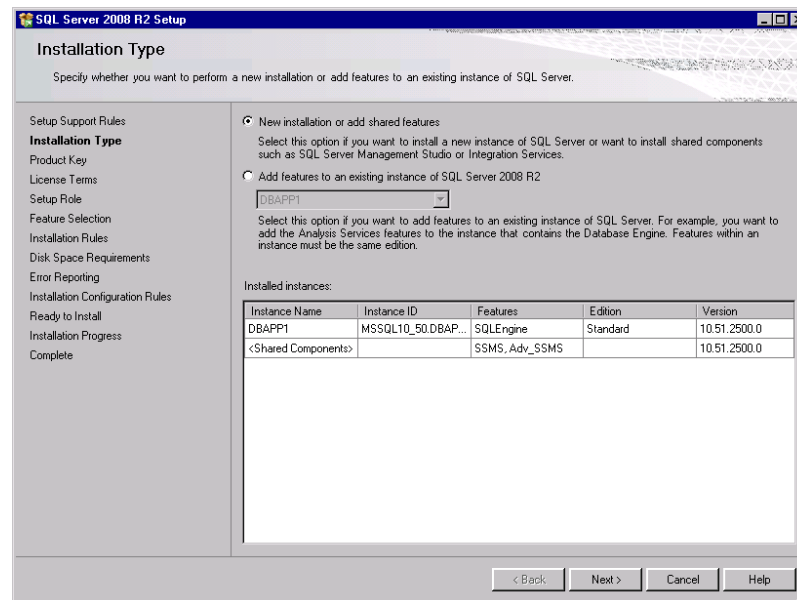 SQL Server 2008 R2 Setup
Installation Type
Specify whether you want to perform a new installation or add features to an existing instance of SQL Server.
Setup Support Rules
Installation Type
Product Key
License Terms
Setup Role
Feature Selection
Installation Rules
Disk Space Requirements
Error Reporting
Installation Configuration Rules
Ready to Install
Installation Progress
Complete
New installation or add shared features
Select this option if you want to install a new instance of SQL Server or want to install shared components
such as SQL Server Management Studio or Integration Services.
Add features to an existing instance of SQL Server 2008 R2
DBAPP1
Select this option if you want to add features to an existing instance of SQL Server. For example, you want to
add the Analysis Services features to the instance that contains the Database Engine. Features within an
instance must be the same edition.
Installed instances:
Instance Name Instance ID Features Edition Version
DBAPP1 MSSQL10_50.DBAP... SQLEngine Standard 10.51.2500.0
<Shared Components> SSMS, Adv_SSMS 10.51.2500.0
< Back Next > Cancel Help